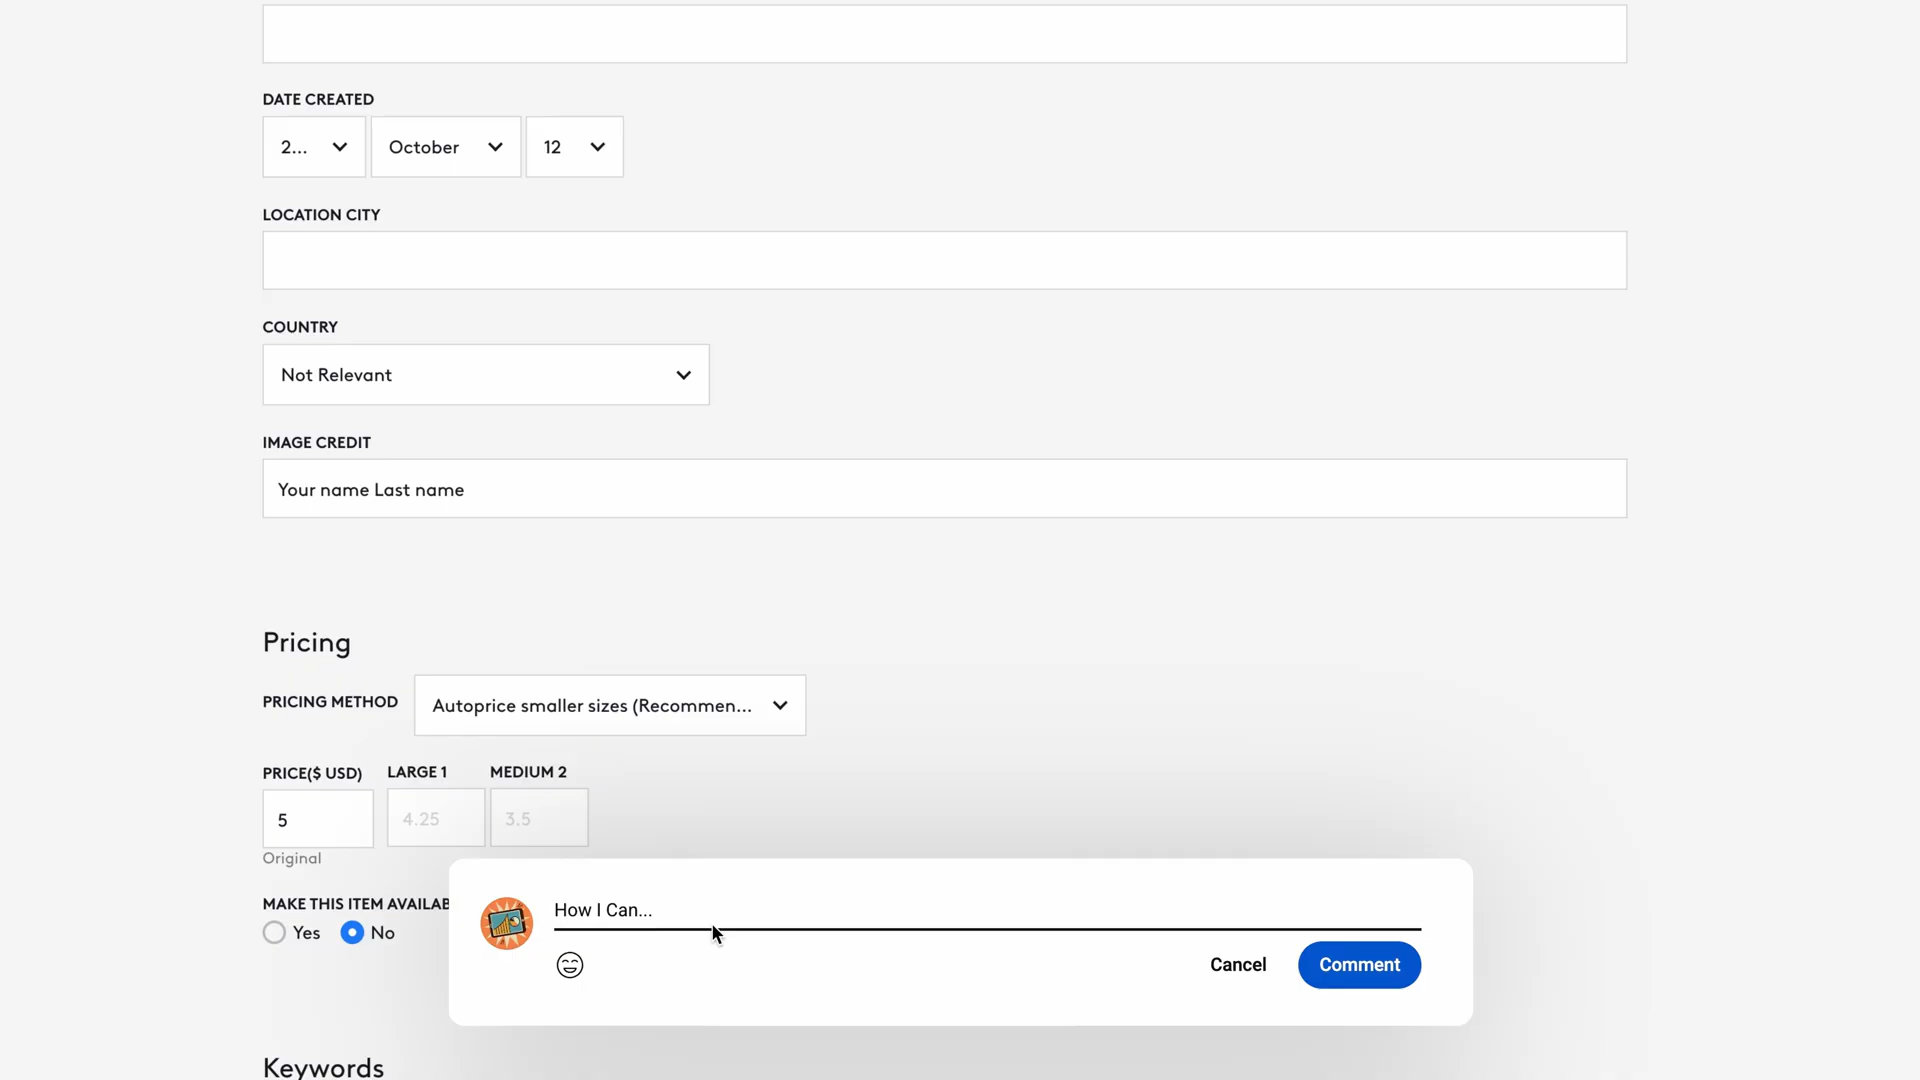 DATE CREATED
2... October 12
LOCATION CITY
COUNTRY
Not Relevant
IMAGE CREDIT
Your name Last name
Pricing
PRICING METHOD Autoprice smaller sizes (Recommen...
PRICE($ USD) LARGE 1 MEDIUM 2
5 4.25 3.5
Original
MAKE THIS ITEM AVAILAB
Yes No
How I Can...
Cancel Comment
Keywords